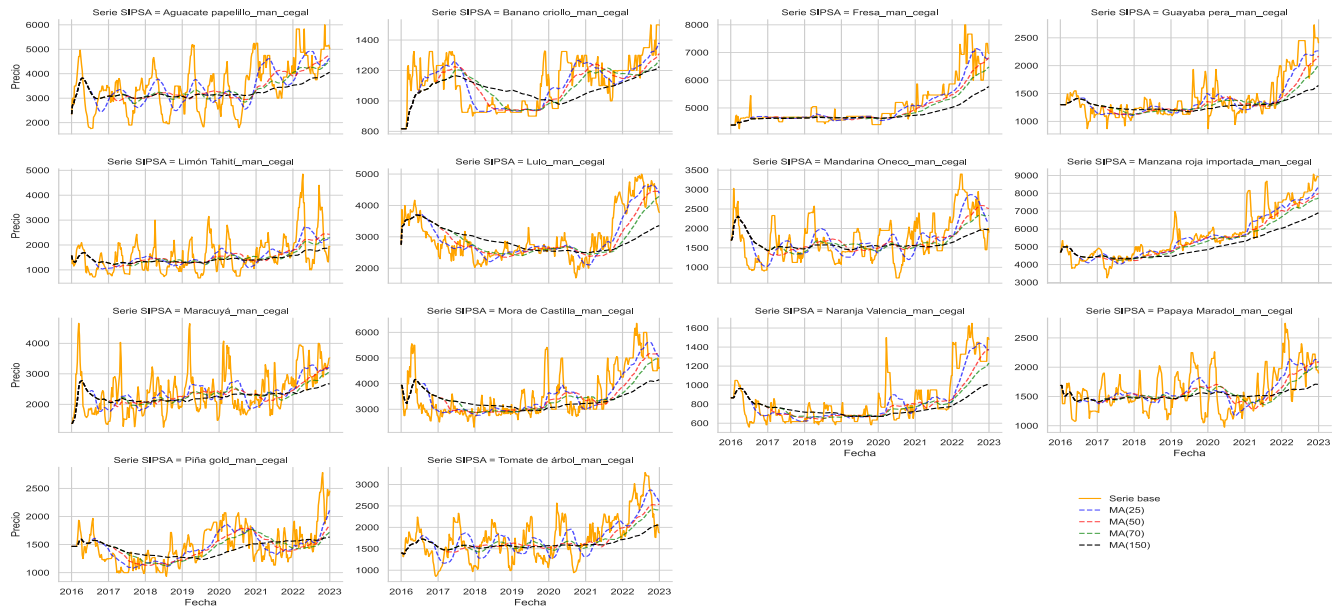 Serie SIPSA = Aguacate papelillo_man_cegal
Serie SIPSA = Banano criollo_man_cegal
Serie SIPSA = Fresa_man_cegal
Serie SIPSA = Guayaba pera_man_cegal
6000
5000
4000
3000
2000
Precio
1400
1200
1000
800
8000
7000
6000
5000
2500
2000
1500
1000
Serie SIPSA = Limón Tahití_man_cegal
Serie SIPSA = Lulo_man_cegal
Serie SIPSA = Mandarina Oneco_man_cegal
Serie SIPSA = Manzana roja importada_man_cegal
5000
4000
3000
2000
1000
Precio
5000
4000
3000
2000
3500
3000
2500
2000
1500
1000
9000
8000
7000
6000
5000
4000
3000
Serie SIPSA = Maracuyá_man_cegal
Serie SIPSA = Mora de Castilla_man_cegal
Serie SIPSA = Naranja Valencia_man_cegal
Serie SIPSA = Papaya Maradol_man_cegal
4000
3000
2000
Precio
6000
5000
4000
3000
1600
1400
1200
1000
800
600
2500
2000
1500
1000
2016 2017 2018 2019 2020 2021 2022 2023
Fecha
2016 2017 2018 2019 2020 2021 2022 2023
Fecha
Serie SIPSA = Piña gold_man_cegal
Serie SIPSA = Tomate de árbol_man_cegal
2500
2000
1500
1000
Precio
3000
2500
2000
1500
1000
2016 2017 2018 2019 2020 2021 2022 2023
Fecha
2016 2017 2018 2019 2020 2021 2022 2023
Fecha
Serie base
MA(25)
MA(50)
MA(70)
MA(150)